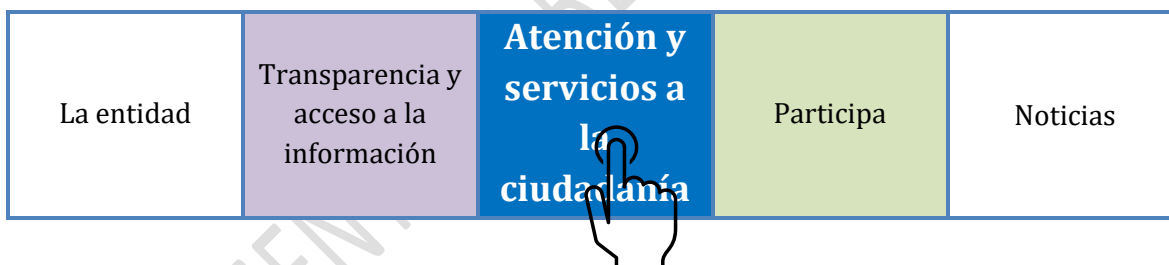 La entidad
Transparencia y
acceso a la
información
Atención y
servicios a
la
ciudadanía
Participa
Noticias